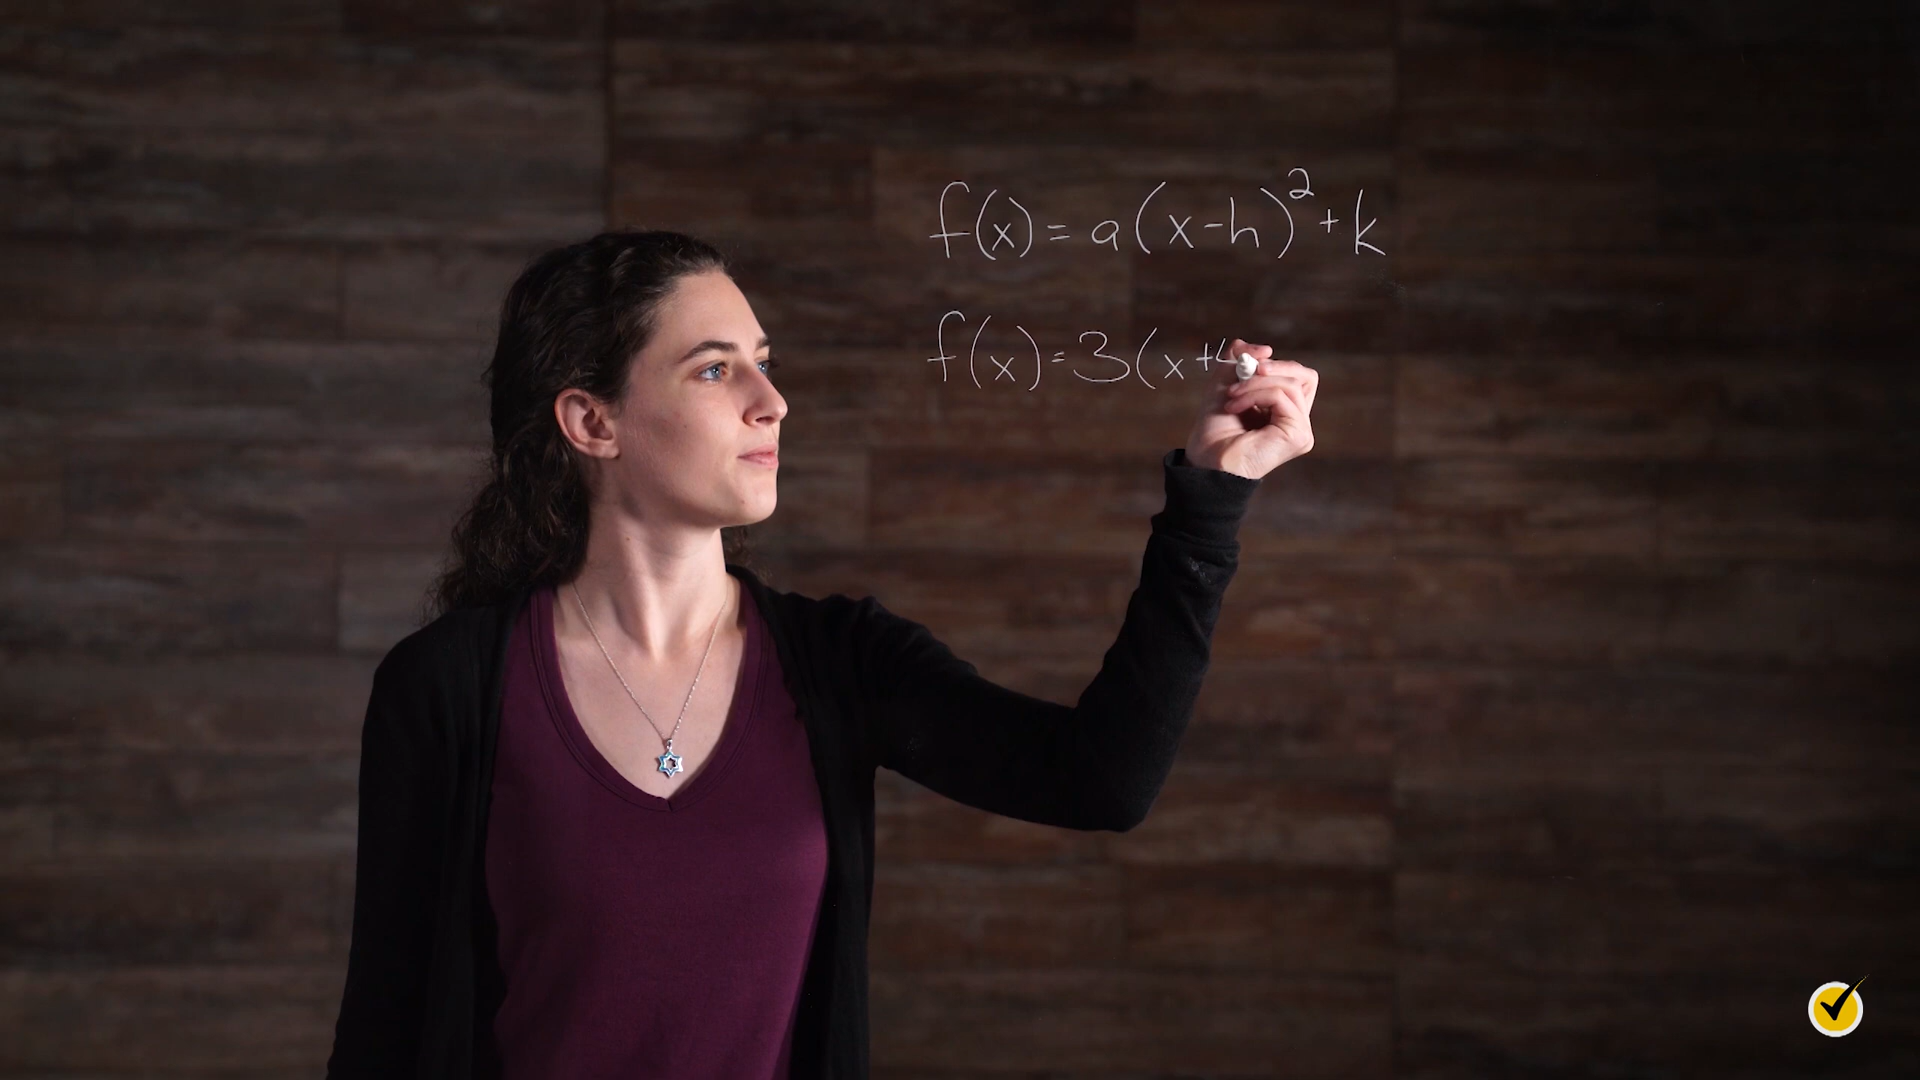 f(x) = a(x-h)² + k
f(x) = 3(x+4